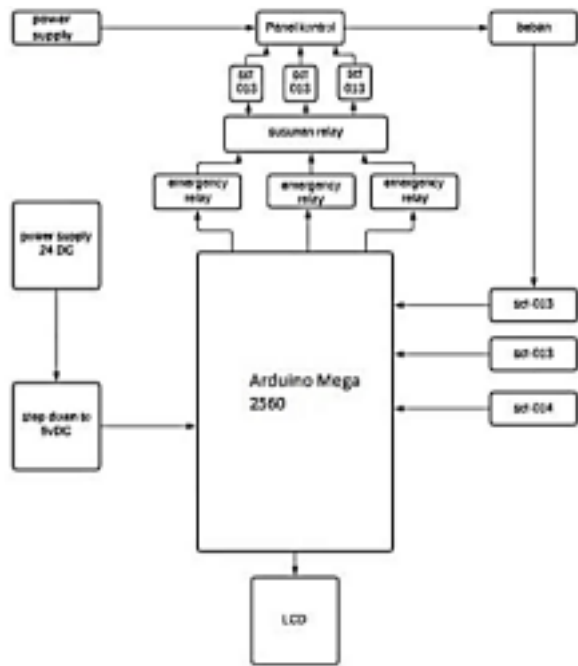 power
supply
Panel kontrol
beban
sct
013
sct
013
sct
013
susunan relay
emergency
relay
emergency
relay
emergency
relay
power supply
24 DC
sct-013
sct-013
Arduino Mega
2560
sct-014
step down to
9vDC
LCD